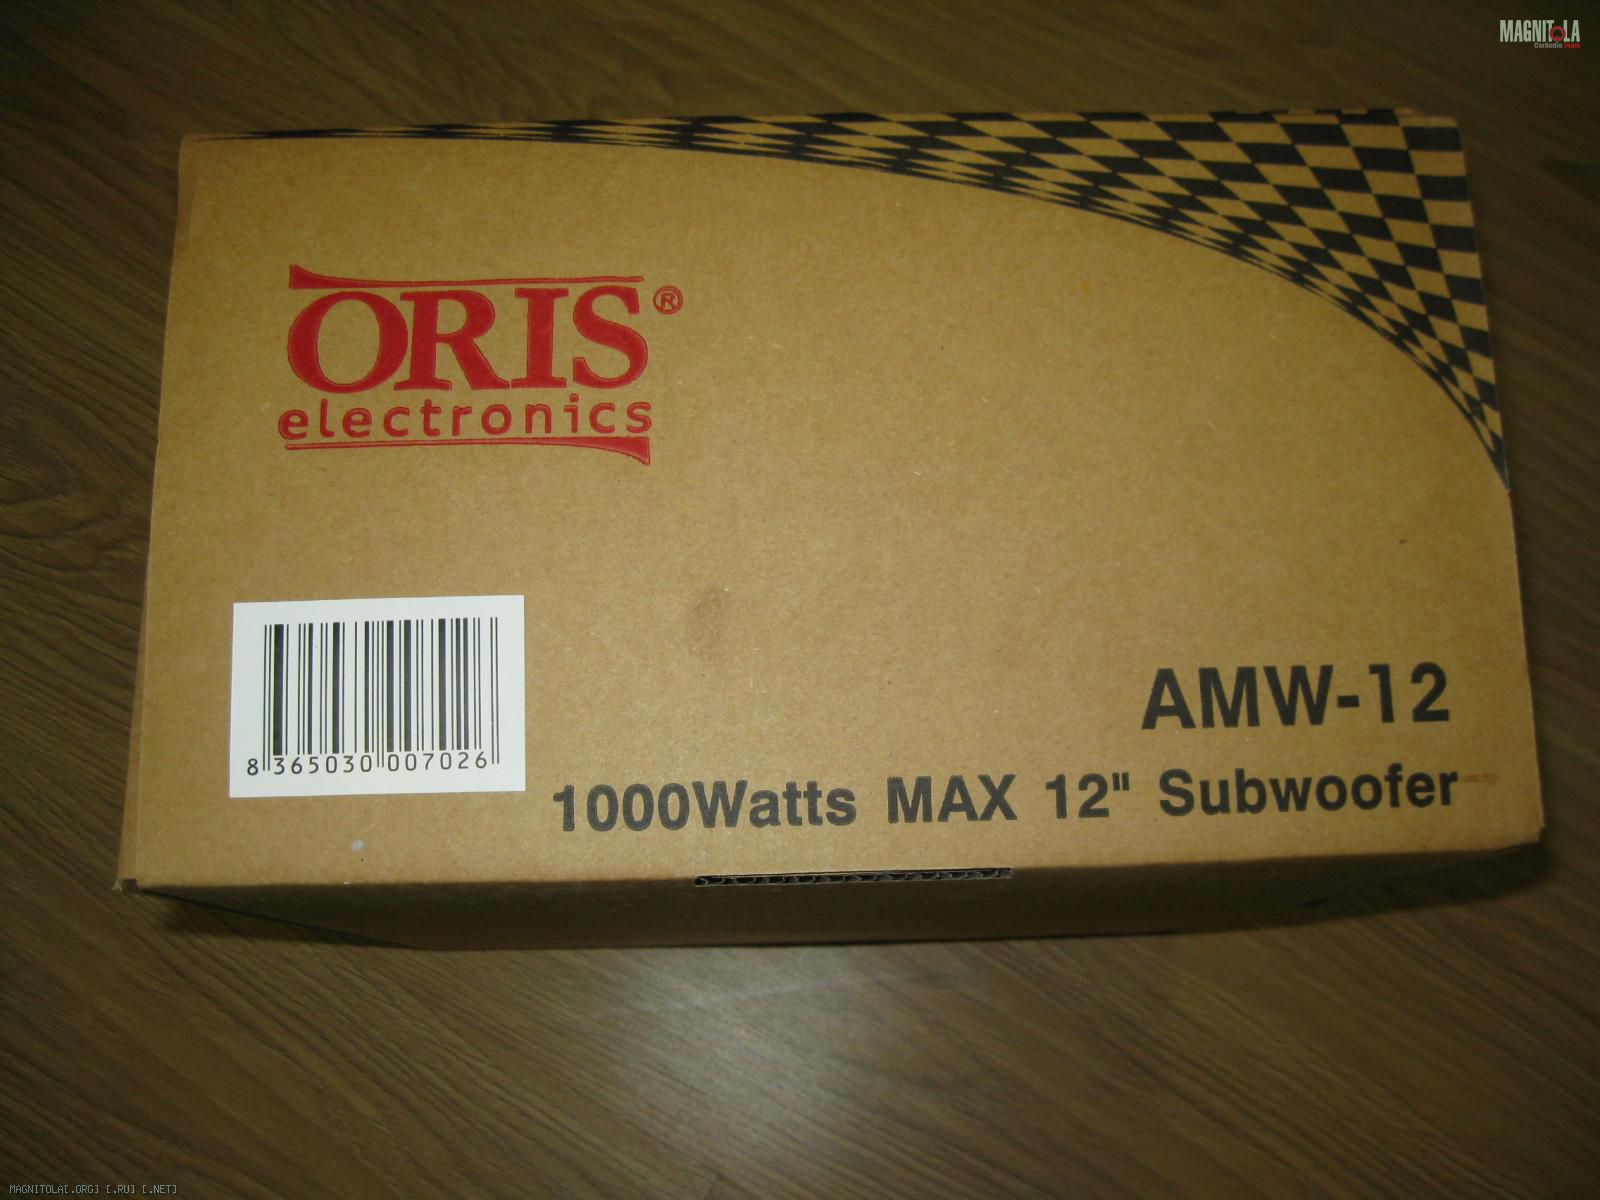 MAGNITOLA
CarAudio Team
ORIS®
electronics
8 365030 007026
AMW-12
1000Watts MAX 12" Subwoofer
MAGNITOLA[.ORG] [.RU] [.NET]